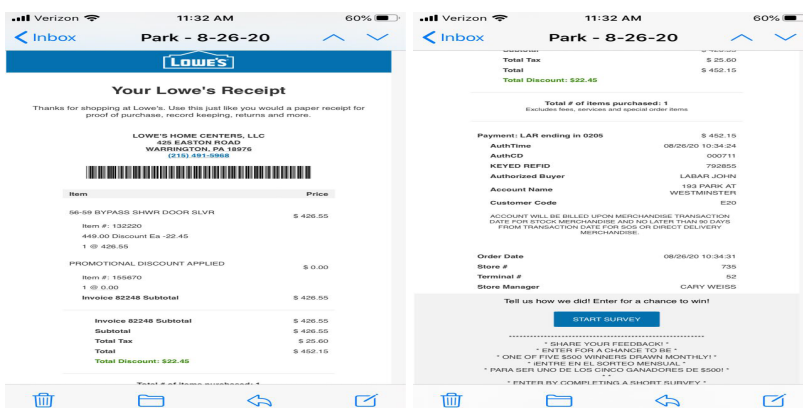 Verizon 11:32 AM 60%
Inbox Park - 8-26-20
LOWE'S
Your Lowe's Receipt
Thanks for shopping at Lowe's. Use this just like you would a paper receipt for
proof of purchase, record keeping, returns and more.
LOWE'S HOME CENTERS, LLC
425 EASTON ROAD
WARRINGTON, PA 18976
(215) 491-5968
Item Price
56-59 BYPASS SHWR DOOR SLVR $ 426.55
Item #: 132220
449.00 Discount Ea -22.45
1 @ 426.55
PROMOTIONAL DISCOUNT APPLIED $ 0.00
Item #: 155670
1 @ 0.00
Invoice 82248 Subtotal $ 426.55
Invoice 82248 Subtotal $ 426.55
Subtotal $ 426.55
Total Tax $ 25.60
Total $ 452.15
Total Discount: $22.45
Total # of items purchased: 1
Verizon 11:32 AM 60%
Inbox Park - 8-26-20
Subtotal $ 426.55
Total Tax $ 25.60
Total $ 452.15
Total Discount: $22.45
Total # of items purchased: 1
Excludes fees, services and special order items
Payment: LAR ending in 0205 $ 452.15
AuthTime 08/26/20 10:34:24
AuthCD 000711
KEYED REFID 792855
Authorized Buyer LABAR JOHN
Account Name 193 PARK AT
WESTMINSTER
Customer Code E20
ACCOUNT WILL BE BILLED UPON MERCHANDISE TRANSACTION
DATE FOR STOCK MERCHANDISE AND NO LATER THAN 90 DAYS
FROM TRANSACTION DATE FOR SOS OR DIRECT DELIVERY
MERCHANDISE.
Order Date 08/26/20 10:34:31
Store # 735
Terminal # 52
Store Manager CARY WEISS
Tell us how we did! Enter for a chance to win!
START SURVEY
* SHARE YOUR FEEDBACK! *
* ENTER FOR A CHANCE TO BE *
* ONE OF FIVE $500 WINNERS DRAWN MONTHLY! *
* ¡ENTRE EN EL SORTEO MENSUAL *
* PARA SER UNO DE LOS CINCO GANADORES DE $500! *
* *
* ENTER BY COMPLETING A SHORT SURVEY *